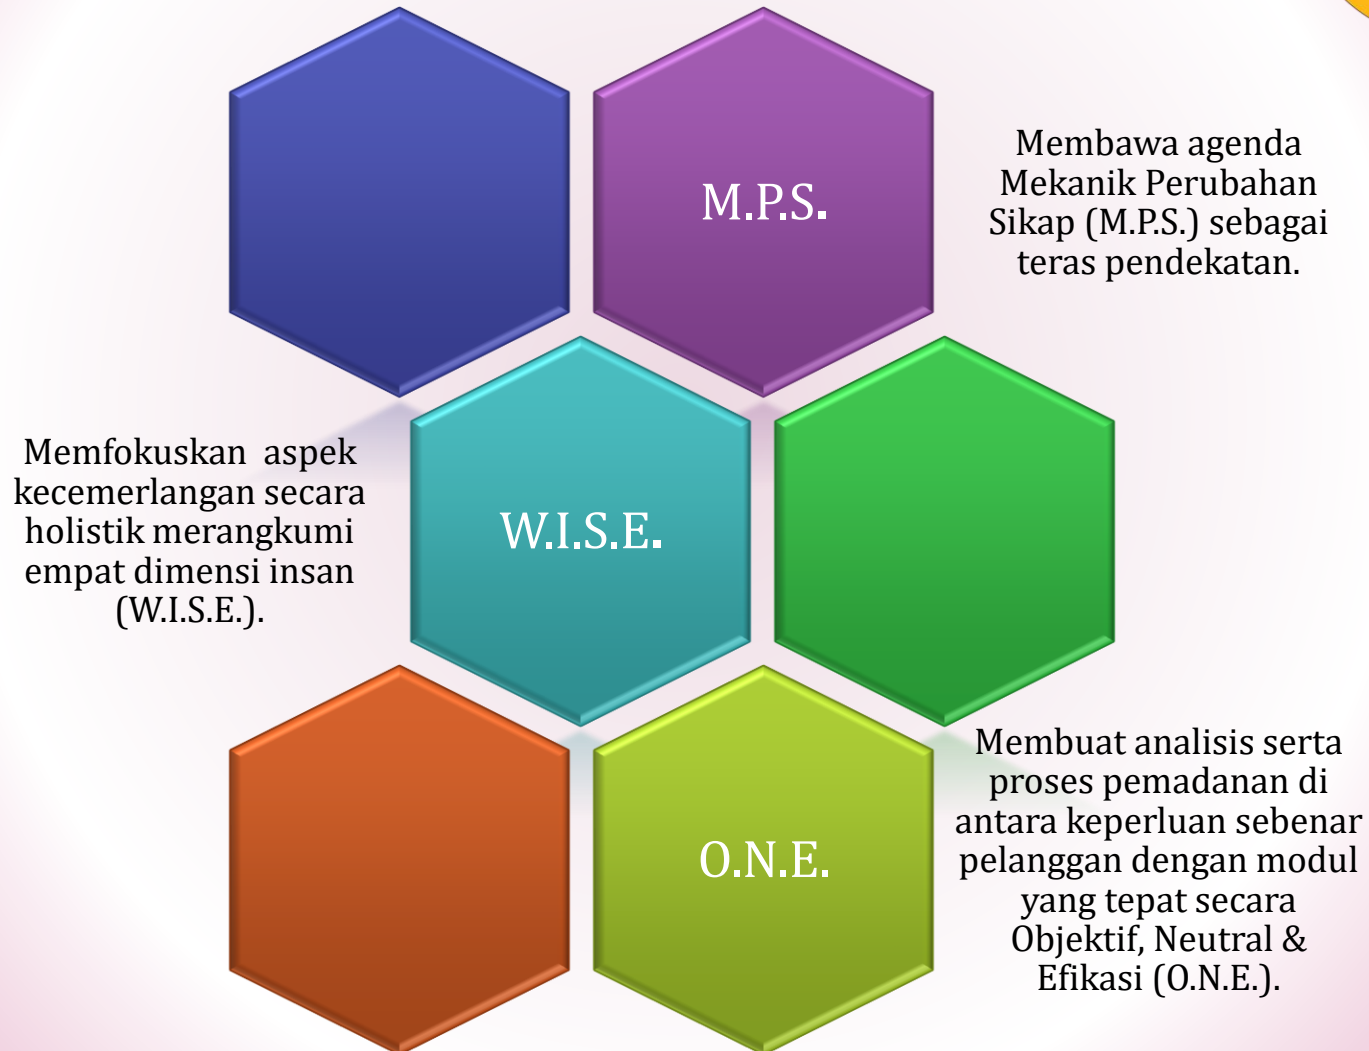 M.P.S.
Membawa agenda
Mekanik Perubahan
Sikap (M.P.S.) sebagai
teras pendekatan.
Memfokuskan aspek
kecemerlangan secara
holistik merangkumi
empat dimensi insan
(W.I.S.E.).
W.I.S.E.
O.N.E.
Membuat analisis serta
proses pemadanan di
antara keperluan sebenar
pelanggan dengan modul
yang tepat secara
Objektif, Neutral &
Efikasi (O.N.E.).